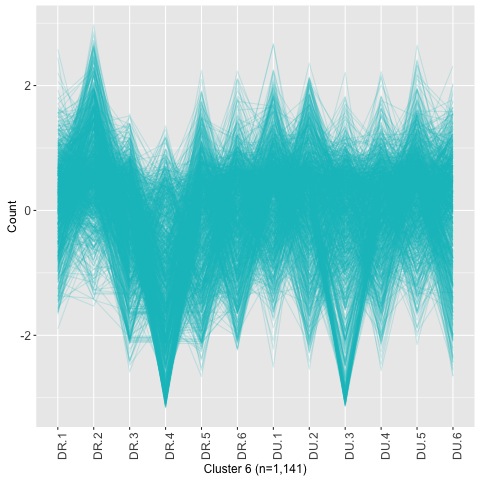 Count
2
0
-2
DR.1
DR.2
DR.3
DR.4
DR.5
DR.6
DU.1
DU.2
DU.3
DU.4
DU.5
DU.6
Cluster 6 (n=1,141)